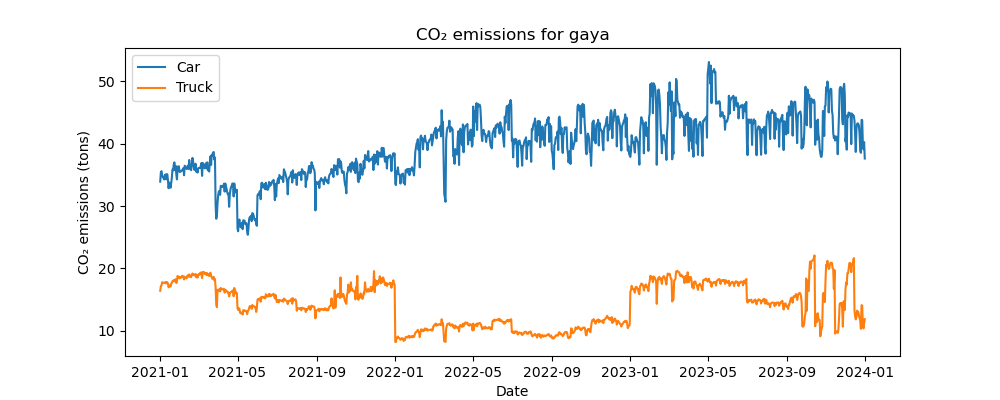 CO₂ emissions for gaya
Car
Truck
CO₂ emissions (tons)
50
40
30
20
10
2021-01 2021-05 2021-09 2022-01 2022-05 2022-09 2023-01 2023-05 2023-09 2024-01
Date